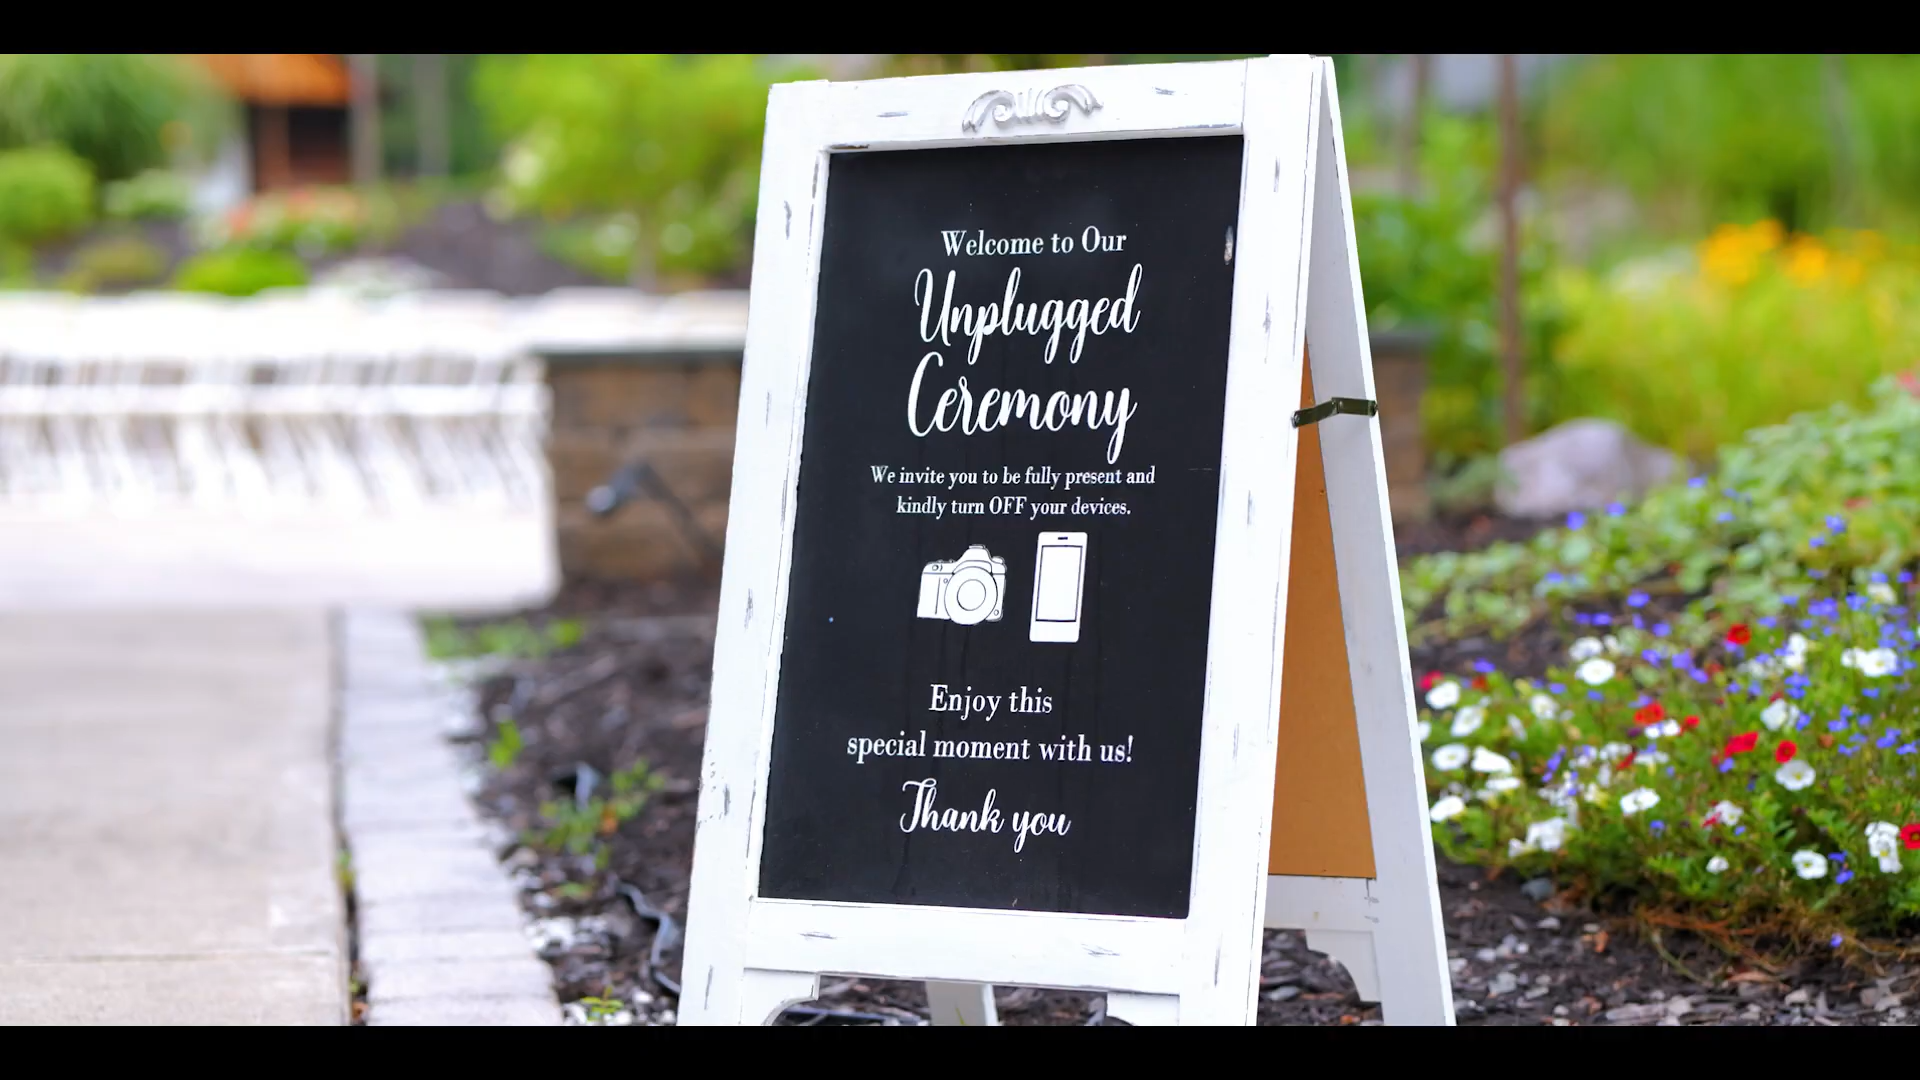 Welcome to Our
Unplugged
Ceremony
We invite you to be fully present and
kindly turn OFF your devices.
Enjoy this
special moment with us!
Thank you